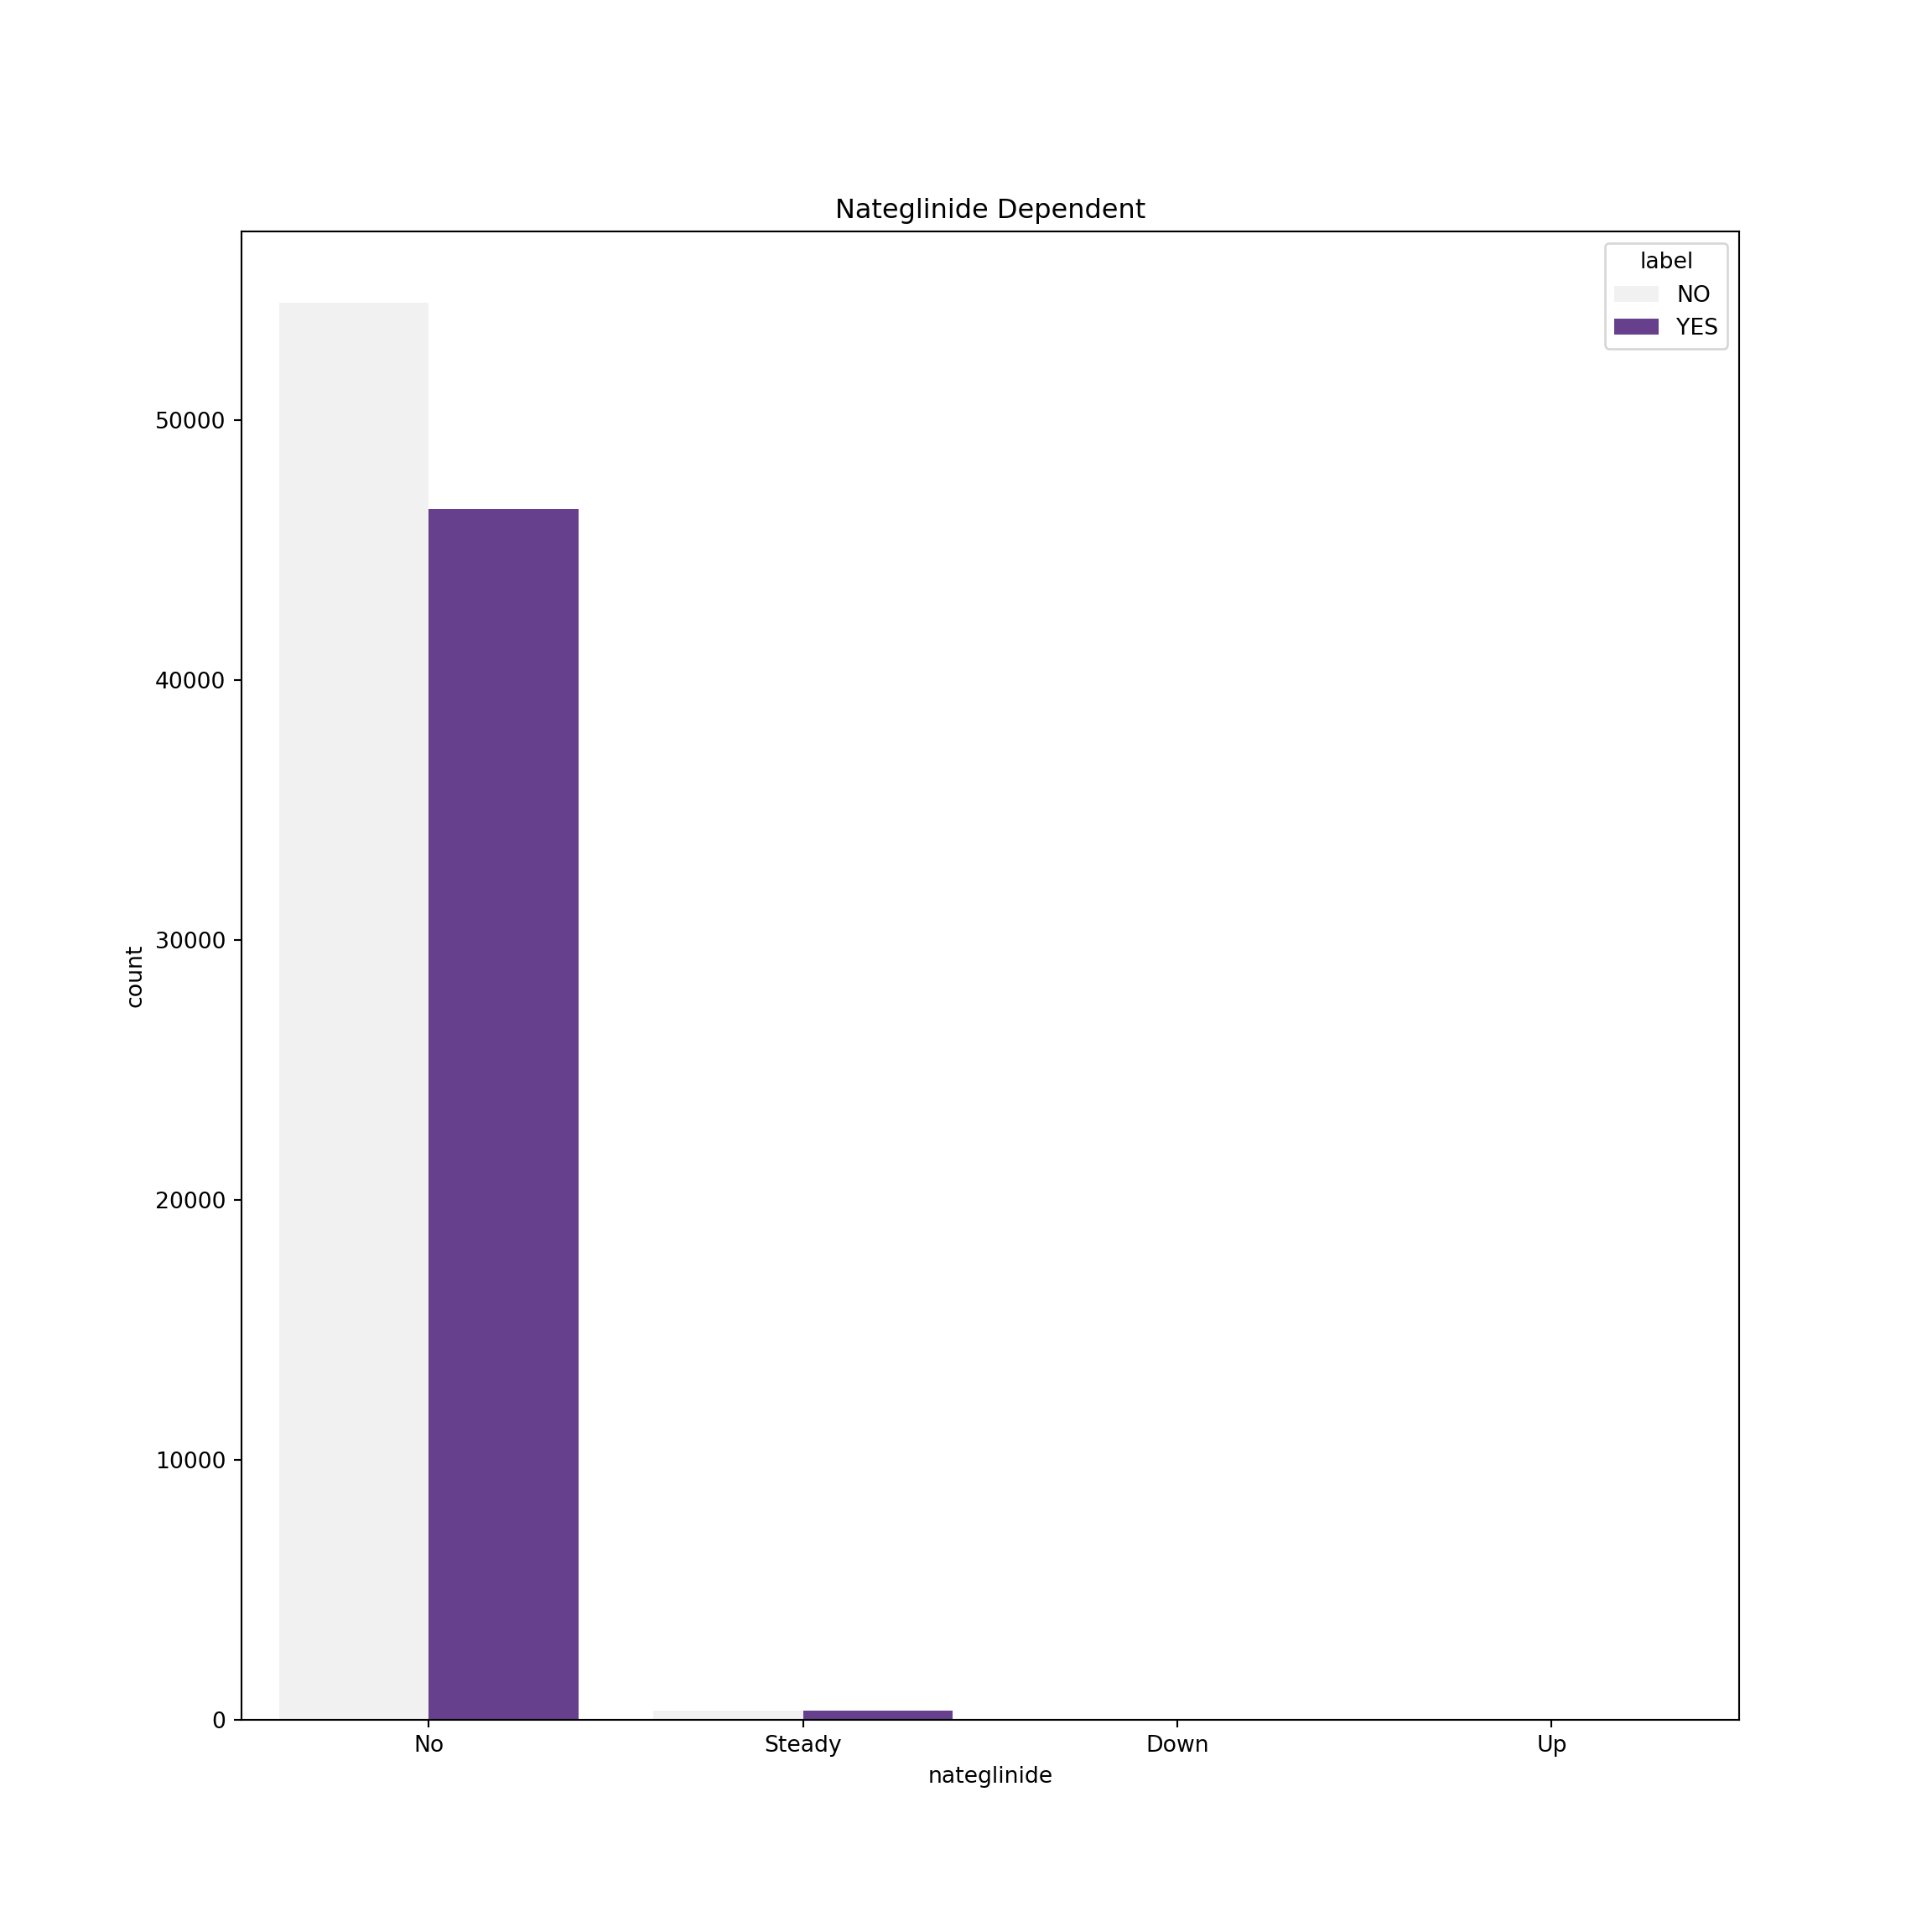 Nateglinide Dependent
label
NO
YES
50000
40000
30000
20000
10000
0
count
No Steady Down Up
nateglinide